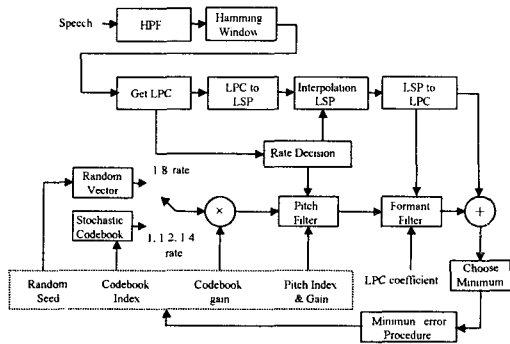 Speech
HPF
Hamming
Window
Get LPC
LPC to
LSP
Interpolation
LSP
LSP to
LPC
Rate Decision
1 8 rate
Random
Vector
Stochastic
Codebook
1. 1 2. 1 4
rate
×
Pitch
Filter
Formant
Filter
+
Random
Seed
Codebook
Index
Codebook
gain
Pitch Index
& Gain
LPC coefficient
Choose
Minimum
Minimun error
Procedure